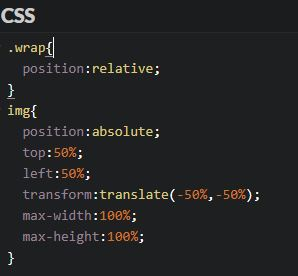 CSS
.wrap{
position:relative;
}
img{
position:absolute;
top:50%;
left:50%;
transform:translate(-50%,-50%);
max-width:100%;
max-height:100%;
}